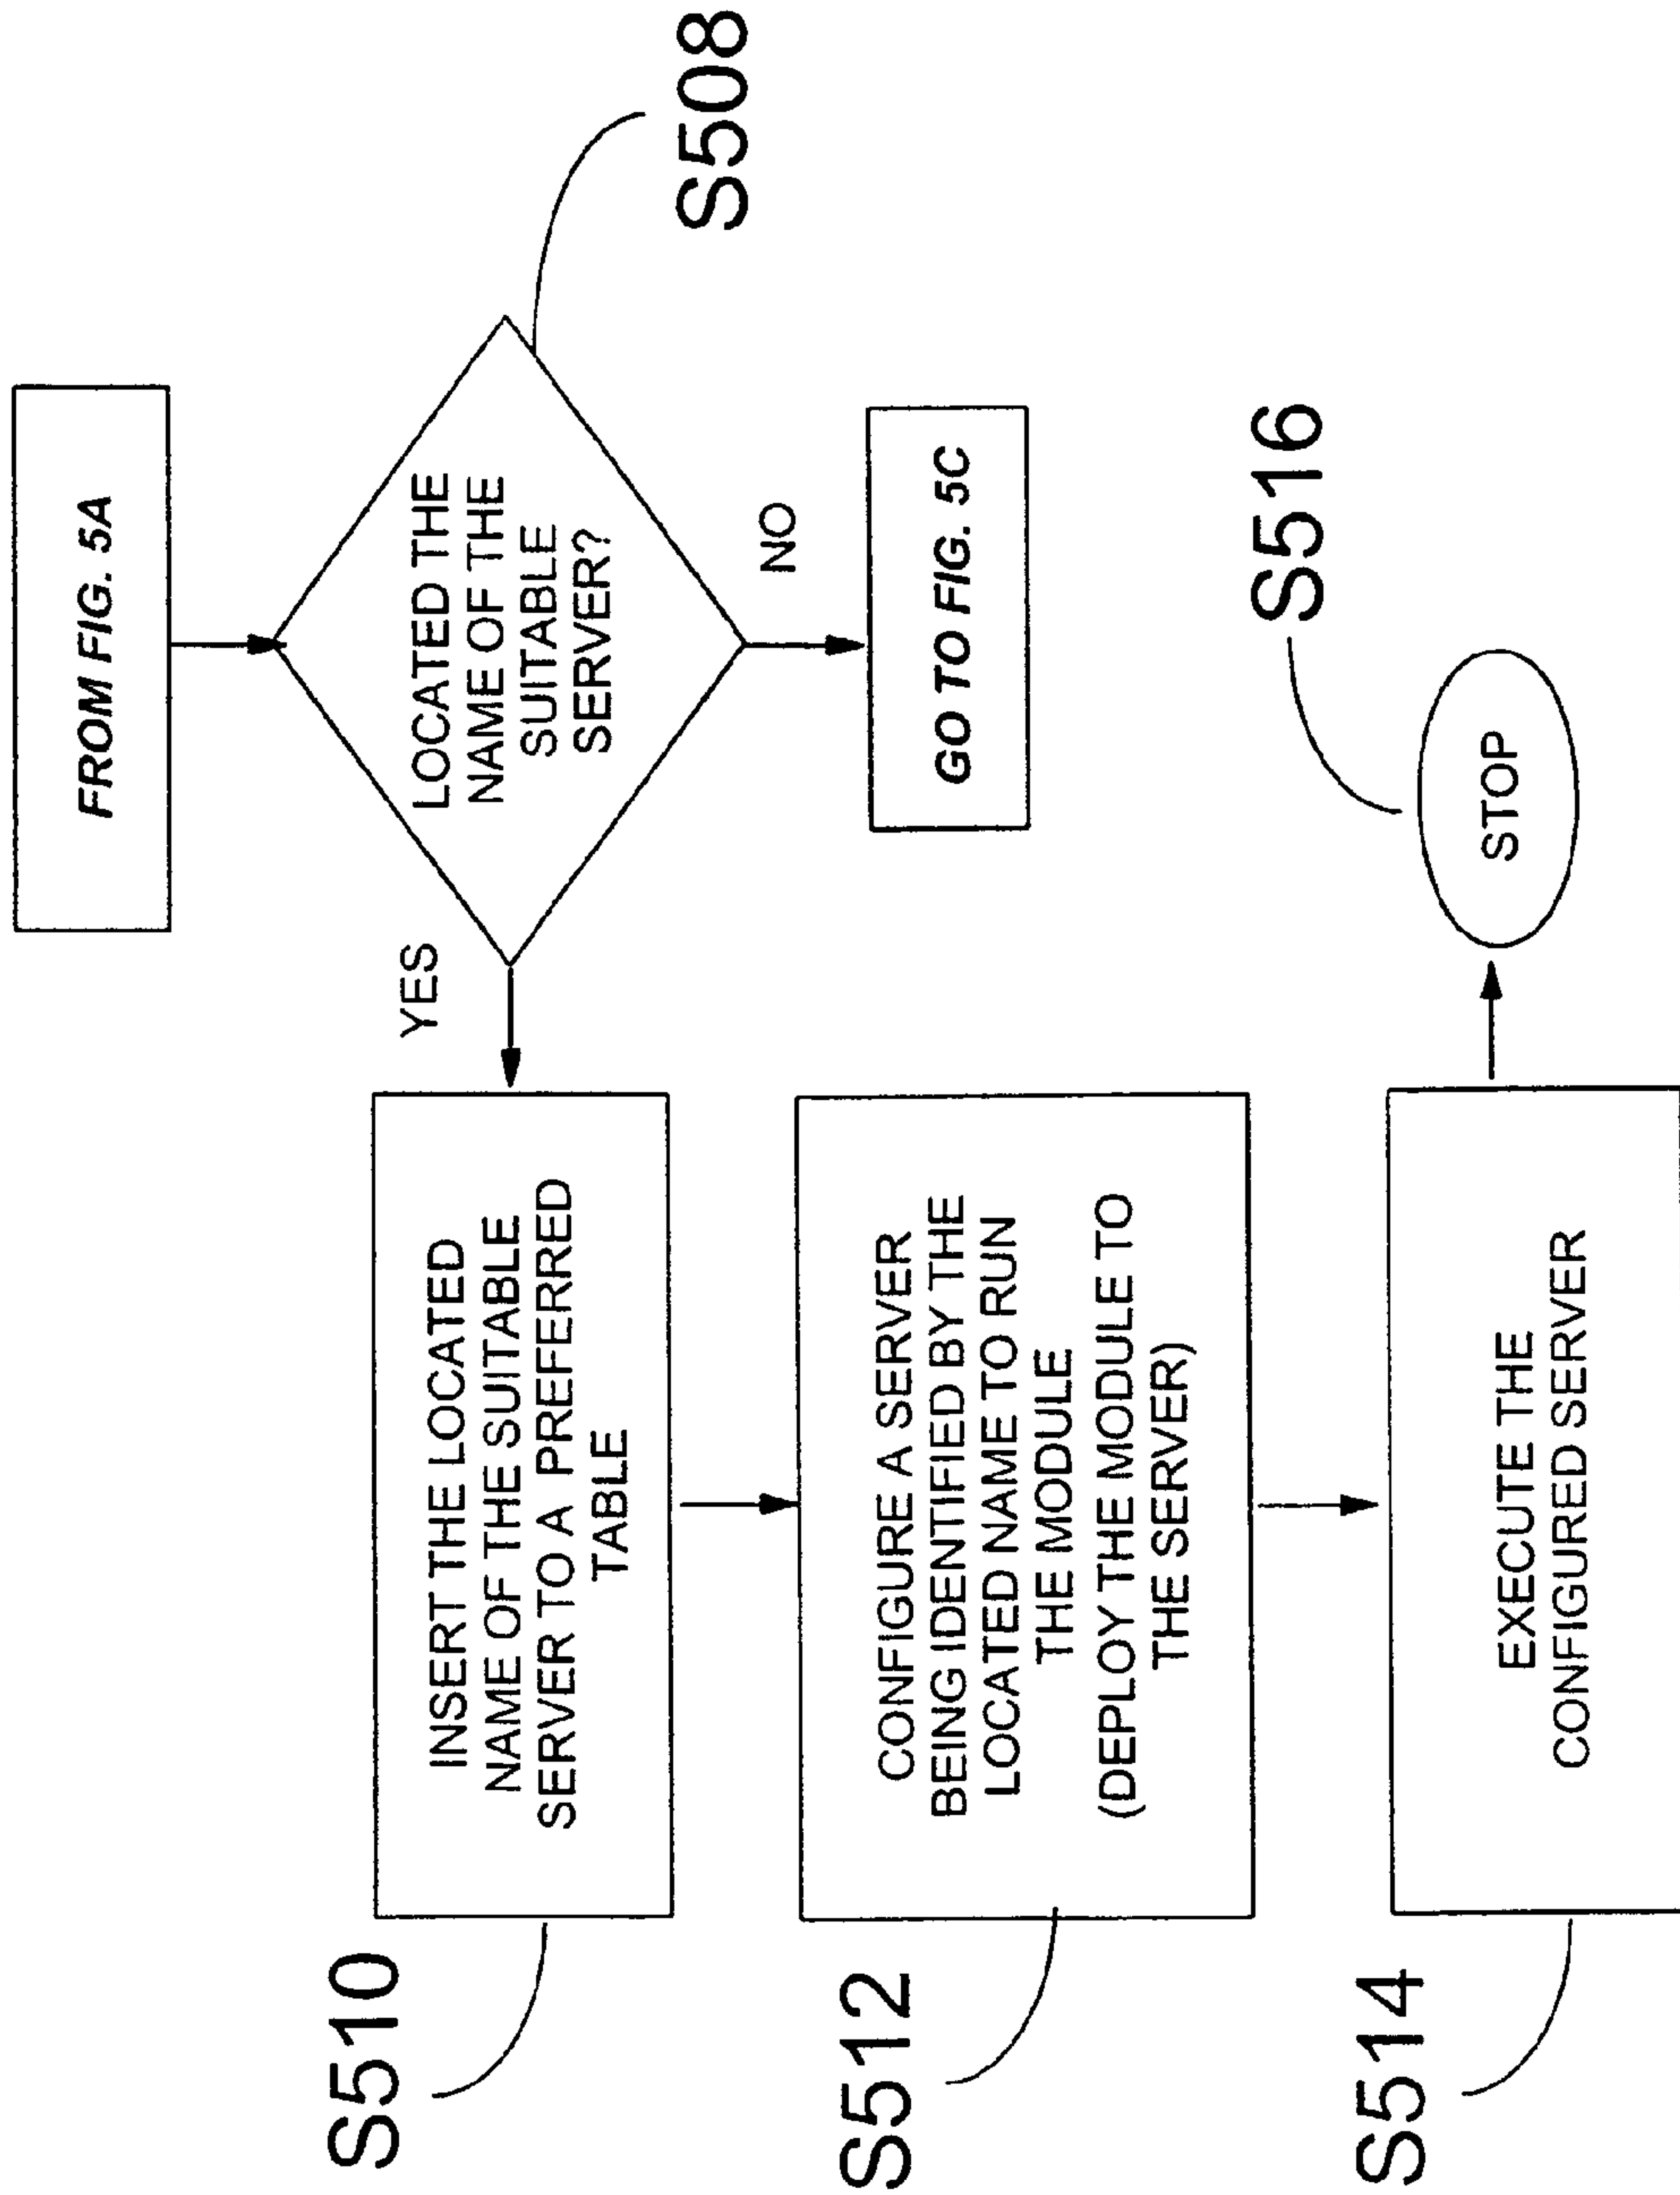 FROM FIG. 5A
LOCATED THE
NAME OF THE
SUITABLE
SERVER?
S508
YES
NO
GO TO FIG. 5C
INSERT THE LOCATED
NAME OF THE SUITABLE
SERVER TO A PREFERRED
TABLE
S510
CONFIGURE A SERVER
BEING IDENTIFIED BY THE
LOCATED NAME TO RUN
THE MODULE
(DEPLOY THE MODULE TO
THE SERVER)
S512
EXECUTE THE
CONFIGURED SERVER
S514
STOP
S516